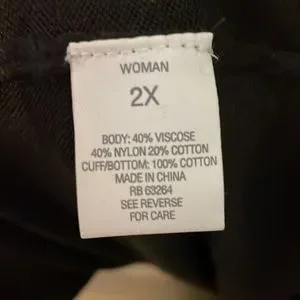 WOMAN
2X
BODY: 40% VISCOSE
40% NYLON 20% COTTON
CUFF/BOTTOM: 100% COTTON
MADE IN CHINA
RB 63264
SEE REVERSE
FOR CARE